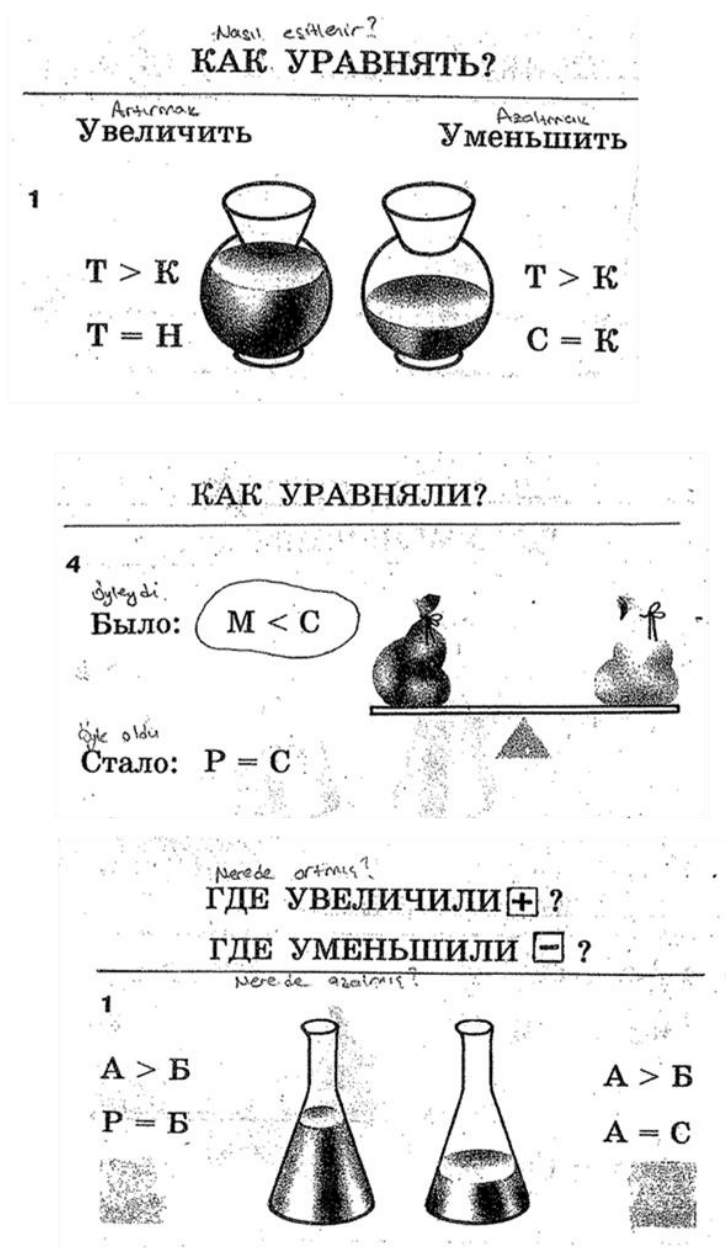 Nasıl eşitlenir?
КАК УРАВНЯТЬ?
Artırmak Azaltmak
Увеличить Уменьшить
1
Т > К Т > К
Т = Н С = К
КАК УРАВНЯЛИ?
4
öyleydi.
Было: М < С
öyle oldu
Стало: Р = С
Nerede artmış?
ГДЕ УВЕЛИЧИЛИ + ?
ГДЕ УМЕНЬШИЛИ − ?
Nerede azalmış?
1
А > Б А > Б
Р = Б А = С